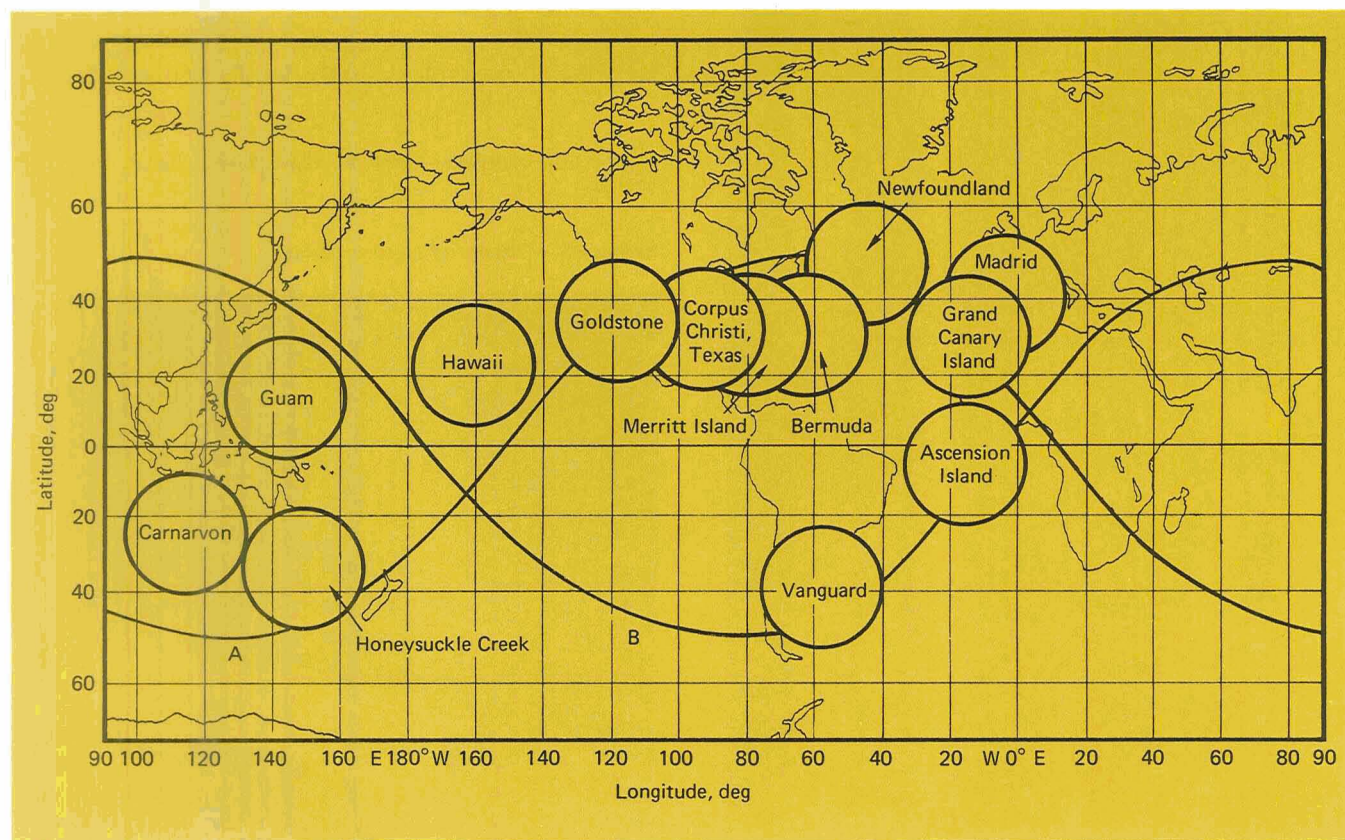 80
60
40
20
0
20
40
60
Latitude, deg
Newfoundland
Madrid
Goldstone
Corpus
Christi,
Texas
Grand
Canary
Island
Hawaii
Guam
Merritt Island
Bermuda
Ascension
Island
Carnarvon
Vanguard
Honeysuckle Creek
A
B
90 100 120 140 160 E 180° W 160 140 120 100 80 60 40 20 W 0° E 20 40 60 80 90
Longitude, deg